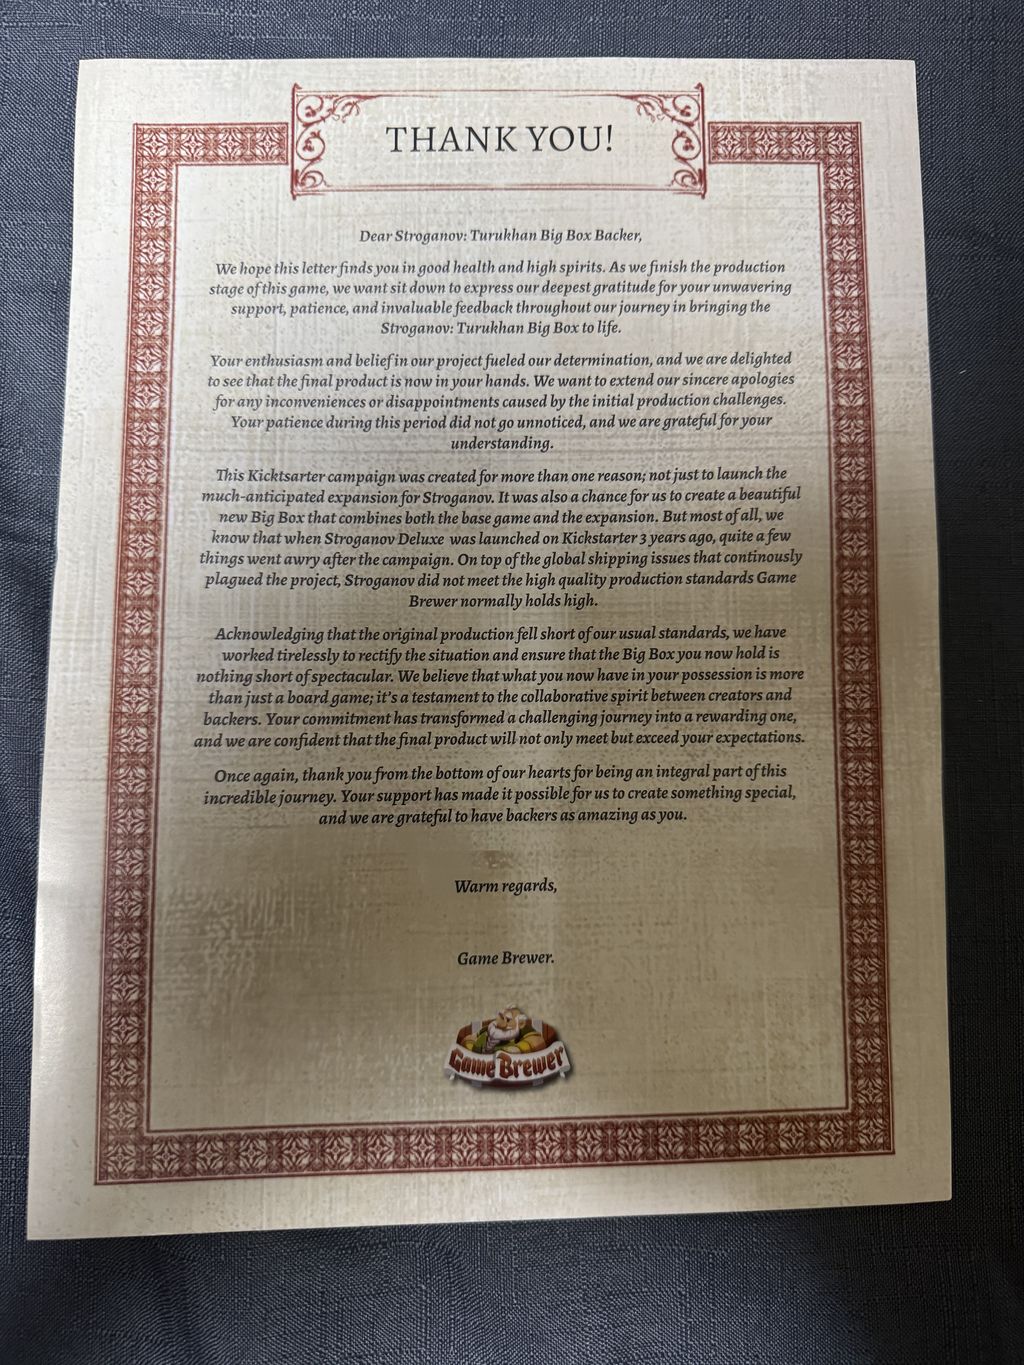 THANK YOU!
Dear Stroganov: Turukhan Big Box Backer,
We hope this letter finds you in good health and high spirits. As we finish the production
stage of this game, we want sit down to express our deepest gratitude for your unwavering
support, patience, and invaluable feedback throughout our journey in bringing the
Stroganov: Turukhan Big Box to life.
Your enthusiasm and belief in our project fueled our determination, and we are delighted
to see that the final product is now in your hands. We want to extend our sincere apologies
for any inconveniences or disappointments caused by the initial production challenges.
Your patience during this period did not go unnoticed, and we are grateful for your
understanding.
This Kicktsarter campaign was created for more than one reason; not just to launch the
much-anticipated expansion for Stroganov. It was also a chance for us to create a beautiful
new Big Box that combines both the base game and the expansion. But most of all, we
know that when Stroganov Deluxe was launched on Kickstarter 3 years ago, quite a few
things went awry after the campaign. On top of the global shipping issues that continously
plagued the project, Stroganov did not meet the high quality production standards Game
Brewer normally holds high.
Acknowledging that the original production fell short of our usual standards, we have
worked tirelessly to rectify the situation and ensure that the Big Box you now hold is
nothing short of spectacular. We believe that what you now have in your possession is more
than just a board game; it's a testament to the collaborative spirit between creators and
backers. Your commitment has transformed a challenging journey into a rewarding one,
and we are confident that the final product will not only meet but exceed your expectations.
Once again, thank you from the bottom of our hearts for being an integral part of this
incredible journey. Your support has made it possible for us to create something special,
and we are grateful to have backers as amazing as you.
Warm regards,
Game Brewer.
Game Brewer